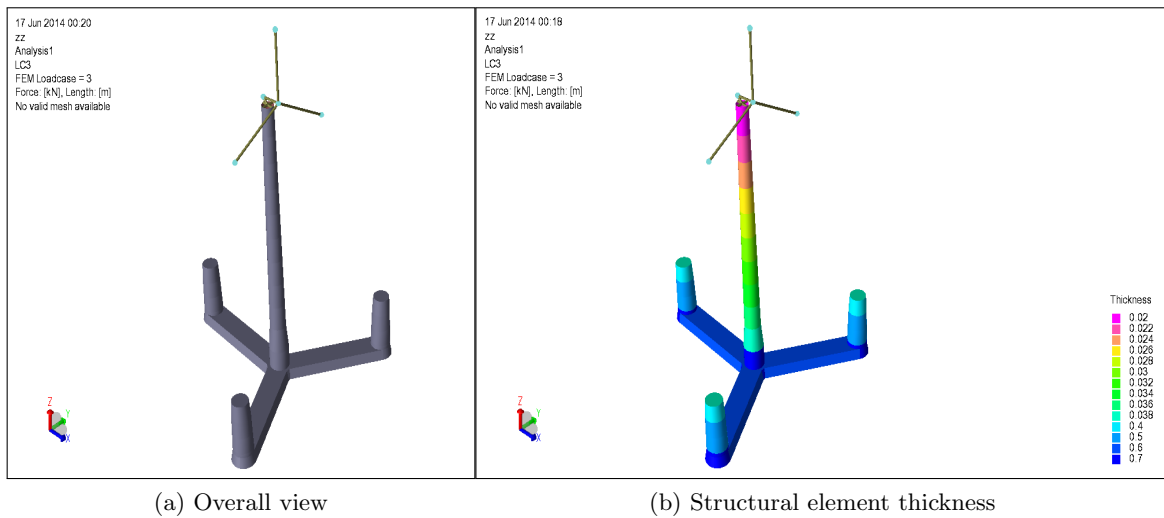 17 Jun 2014 00:20
zz
Analysis1
LC3
FEM Loadcase = 3
Force: [kN], Length: [m]
No valid mesh available
Z
Y
X
17 Jun 2014 00:18
zz
Analysis1
LC3
FEM Loadcase = 3
Force: [kN], Length: [m]
No valid mesh available
Z
Y
X
Thickness
0.02
0.022
0.024
0.026
0.028
0.03
0.032
0.034
0.036
0.038
0.4
0.5
0.6
0.7
(a) Overall view
(b) Structural element thickness